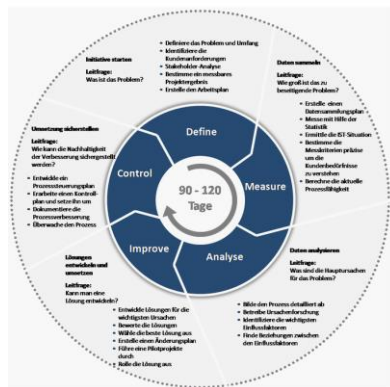 Initiative starten
Leitfrage:
Was ist das Problem?
• Definiere das Problem und Umfang
• Identifiziere die
Kundenanforderungen
• Stakeholder-Analyse
• Bestimme ein messbares
Projektergebnis
• Erstelle den Arbeitsplan
Daten sammeln
Leitfrage:
Wie groß ist das zu
beseitigende Problem?
• Erstelle einen
Datensammlungsplan
• Messe mit Hilfe der
Statistik
• Ermittle die IST-Situation
• Bestimme die
Messkriterien präzise
um die
Kundenbedürfnisse
zu verstehen
• Berechne die aktuelle
Prozessfähigkeit
Daten analysieren
Leitfrage:
Was sind die Hauptursachen
für das Problem?
• Bilde den Prozess detailliert ab
• Betreibe Ursachenforschung
• Identifiziere die wichtigsten
Einflussfaktoren
• Finde Beziehungen zwischen
den Einflussfaktoren
Lösungen
entwickeln und
umsetzen
Leitfrage:
Kann man eine
Lösung entwickeln?
• Entwickle Lösungen für die
wichtigsten Ursachen
• Bewerte die Lösungen
• Wähle die beste Lösung aus
• Erstelle einen Änderungsplan
• Führe eine Pilotprojekte
durch
• Rolle die Lösung aus
Umsetzung sicherstellen
Leitfrage:
Wie kann die Nachhaltigkeit
der Verbesserung sichergestellt
werden?
• Entwickle ein
Prozesssteuerungsplan
• Erarbeite einen Kontroll-
plan und setze ihn um
• Dokumentiere die
Prozessverbesserung
• Überwache den Prozess
Define
Measure
Analyse
Improve
Control
90 - 120
Tage